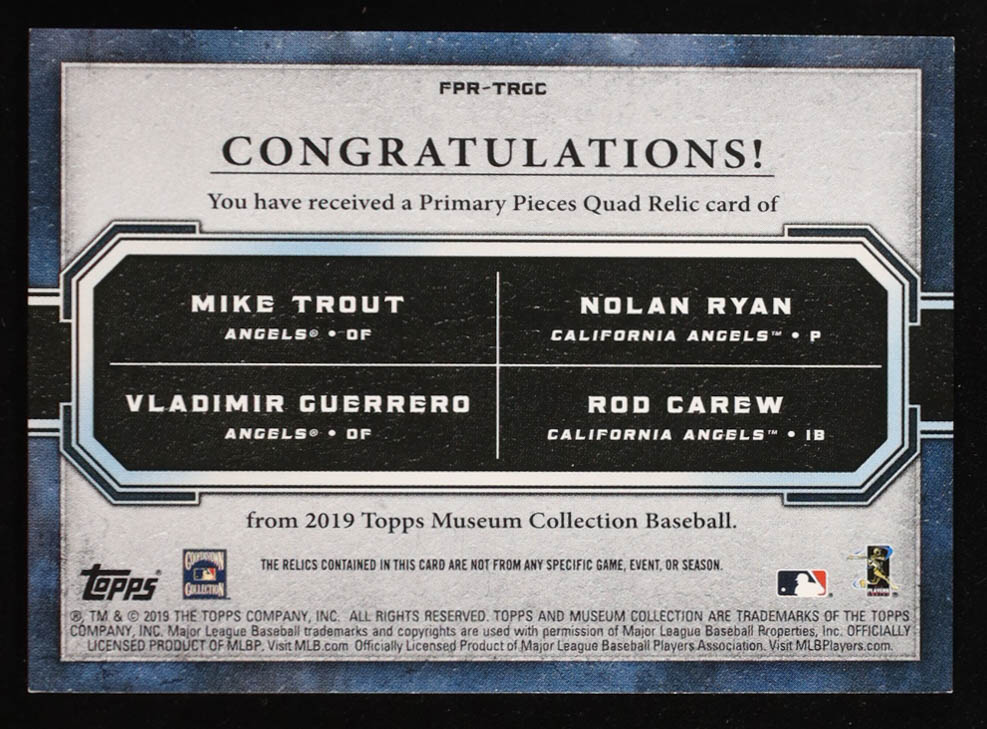 FPR-TRGC
CONGRATULATIONS!
You have received a Primary Pieces Quad Relic card of
MIKE TROUT
ANGELS® • OF
NOLAN RYAN
CALIFORNIA ANGELS™ • P
VLADIMIR GUERRERO
ANGELS® • OF
ROD CAREW
CALIFORNIA ANGELS™ • 1B
from 2019 Topps Museum Collection Baseball.
THE RELICS CONTAINED IN THIS CARD ARE NOT FROM ANY SPECIFIC GAME, EVENT, OR SEASON.
Topps®
COOPERSTOWN
COLLECTION
PLAYERS
®, TM & © 2019 THE TOPPS COMPANY, INC. ALL RIGHTS RESERVED. TOPPS AND MUSEUM COLLECTION ARE TRADEMARKS OF THE TOPPS
COMPANY, INC. Major League Baseball trademarks and copyrights are used with permission of Major League Baseball Properties, Inc. OFFICIALLY
LICENSED PRODUCT OF MLBP. Visit MLB.com Officially Licensed Product of Major League Baseball Players Association. Visit MLBPlayers.com.